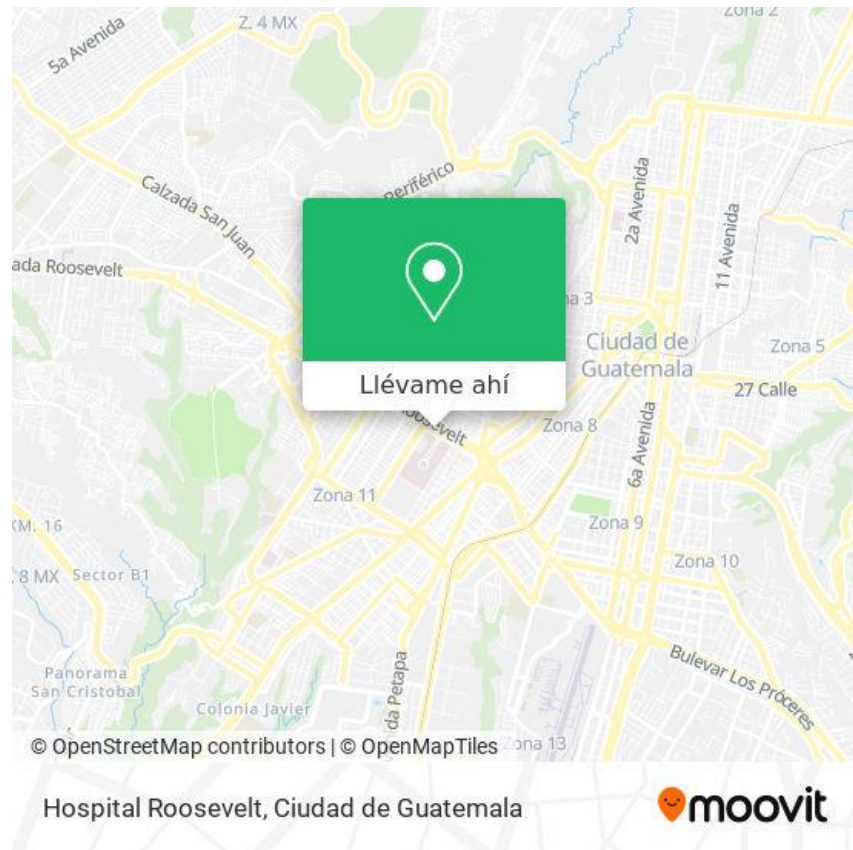 Zona 2
Z. 4 MX
5a Avenida
Periférico
2a Avenida
Calzada San Juan
11 Avenida
ada Roosevelt
na 3
Ciudad de
Guatemala
Zona 5
Llévame ahí
27 Calle
Roosevelt
Zona 8
6a Avenida
Zona 11
KM. 16
Zona 9
Zona 10
8 MX
Sector B1
Bulevar Los Próceres
Panorama
San Cristobal
Colonia Javier
ida Petapa
Zona 13
© OpenStreetMap contributors | © OpenMapTiles
Hospital Roosevelt, Ciudad de Guatemala
moovit